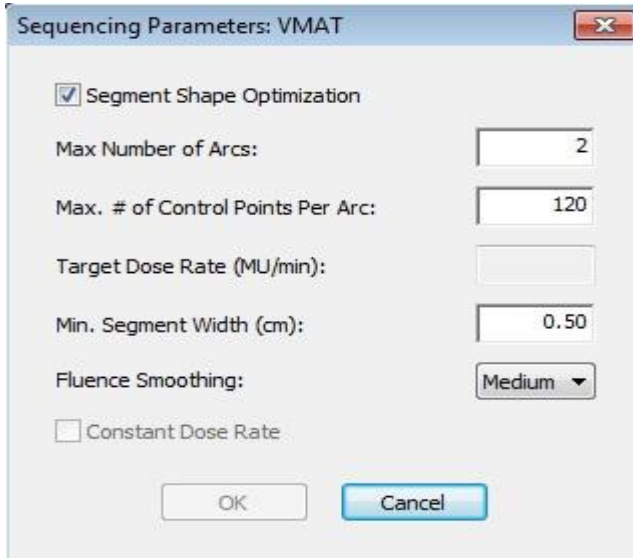 Sequencing Parameters: VMAT
Segment Shape Optimization
Max Number of Arcs: 2
Max. # of Control Points Per Arc: 120
Target Dose Rate (MU/min):
Min. Segment Width (cm): 0.50
Fluence Smoothing: Medium
Constant Dose Rate
OK Cancel